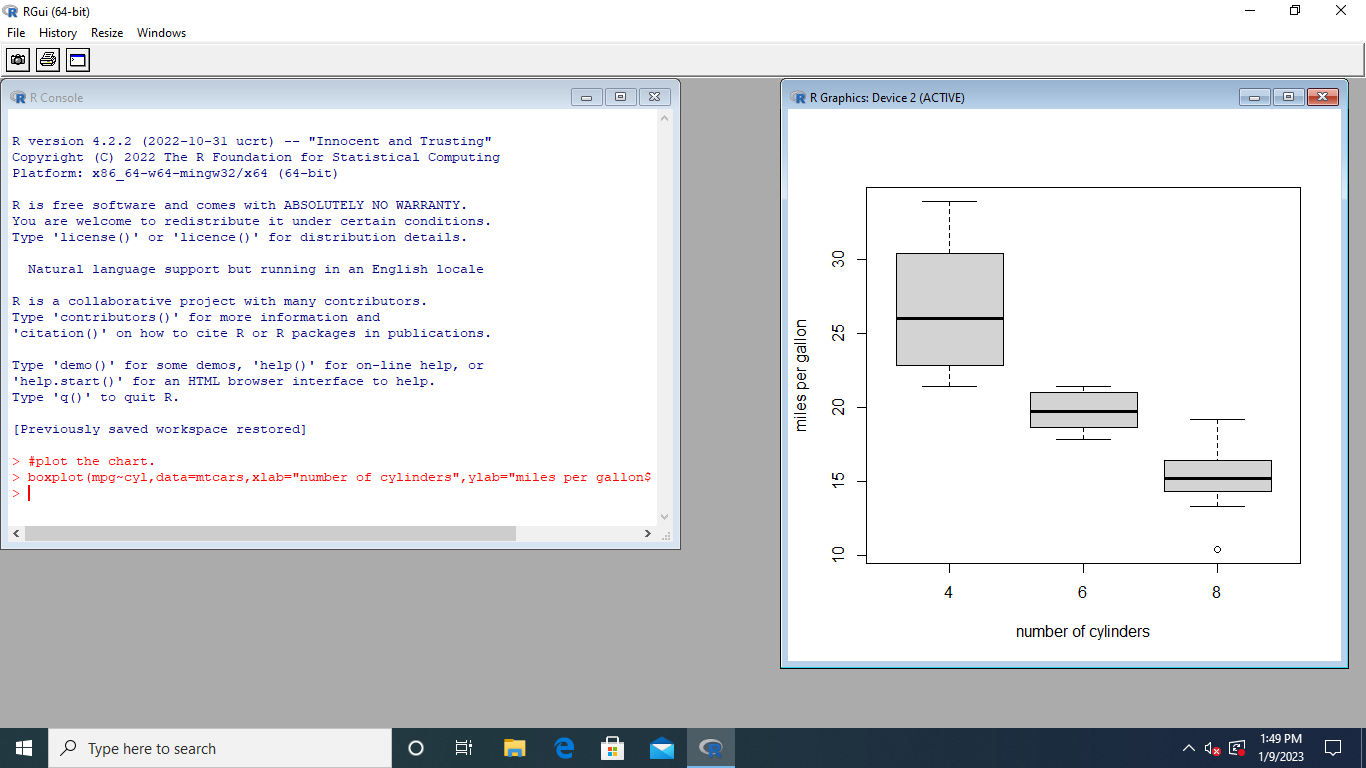 RGui (64-bit)
File History Resize Windows
R Console
R version 4.2.2 (2022-10-31 ucrt) -- "Innocent and Trusting"
Copyright (C) 2022 The R Foundation for Statistical Computing
Platform: x86_64-w64-mingw32/x64 (64-bit)
R is free software and comes with ABSOLUTELY NO WARRANTY.
You are welcome to redistribute it under certain conditions.
Type 'license()' or 'licence()' for distribution details.
Natural language support but running in an English locale
R is a collaborative project with many contributors.
Type 'contributors()' for more information and
'citation()' on how to cite R or R packages in publications.
Type 'demo()' for some demos, 'help()' for on-line help, or
'help.start()' for an HTML browser interface to help.
Type 'q()' to quit R.
[Previously saved workspace restored]
> #plot the chart.
> boxplot(mpg~cyl,data=mtcars,xlab="number of cylinders",ylab="miles per gallon$
>
R Graphics: Device 2 (ACTIVE)
miles per gallon
30
25
20
15
10
4 6 8
number of cylinders
Type here to search
1:49 PM
1/9/2023